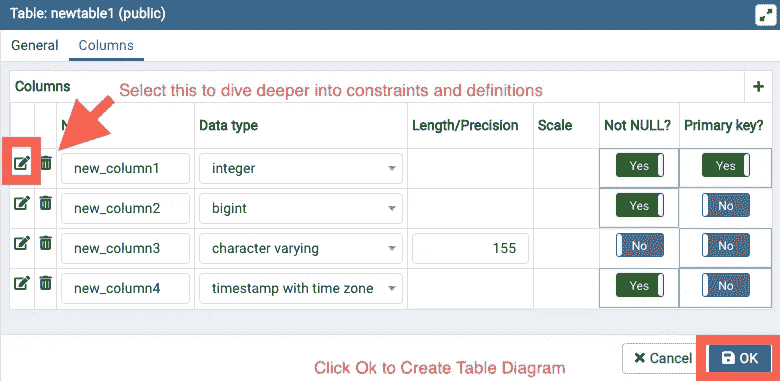 Table: newtable1 (public)
General Columns
Columns
Select this to dive deeper into constraints and definitions
Data type Length/Precision Scale Not NULL? Primary key?
new_column1 integer Yes Yes
new_column2 bigint Yes No
new_column3 character varying 155 No No
new_column4 timestamp with time zone Yes No
Click Ok to Create Table Diagram
Cancel OK